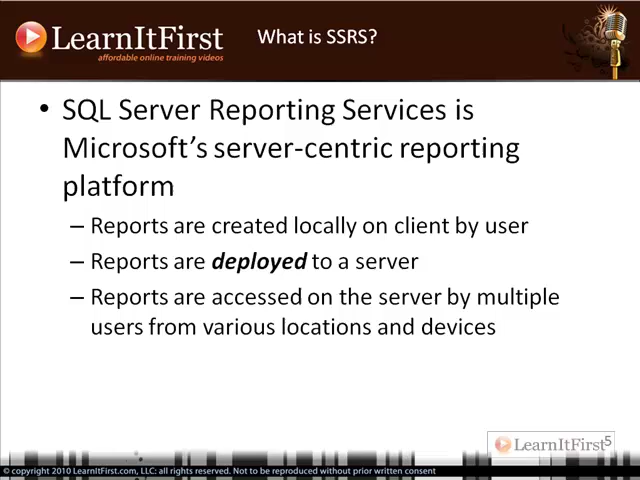 LearnItFirst
affordable online training videos
What is SSRS?
• SQL Server Reporting Services is
Microsoft's server-centric reporting
platform
– Reports are created locally on client by user
– Reports are deployed to a server
– Reports are accessed on the server by multiple
users from various locations and devices
LearnItFirst
5
© copyright 2010 LearnItFirst.com, LLC: all rights reserved. Not to be reproduced without prior written consent